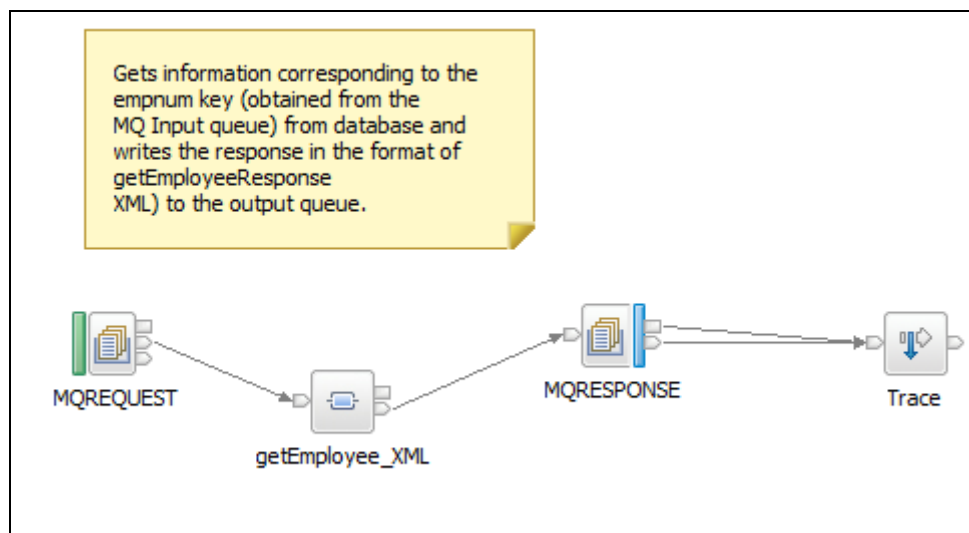 Gets information corresponding to the
empnum key (obtained from the
MQ Input queue) from database and
writes the response in the format of
getEmployeeResponse
XML) to the output queue.
MQREQUEST
getEmployee_XML
MQRESPONSE
Trace